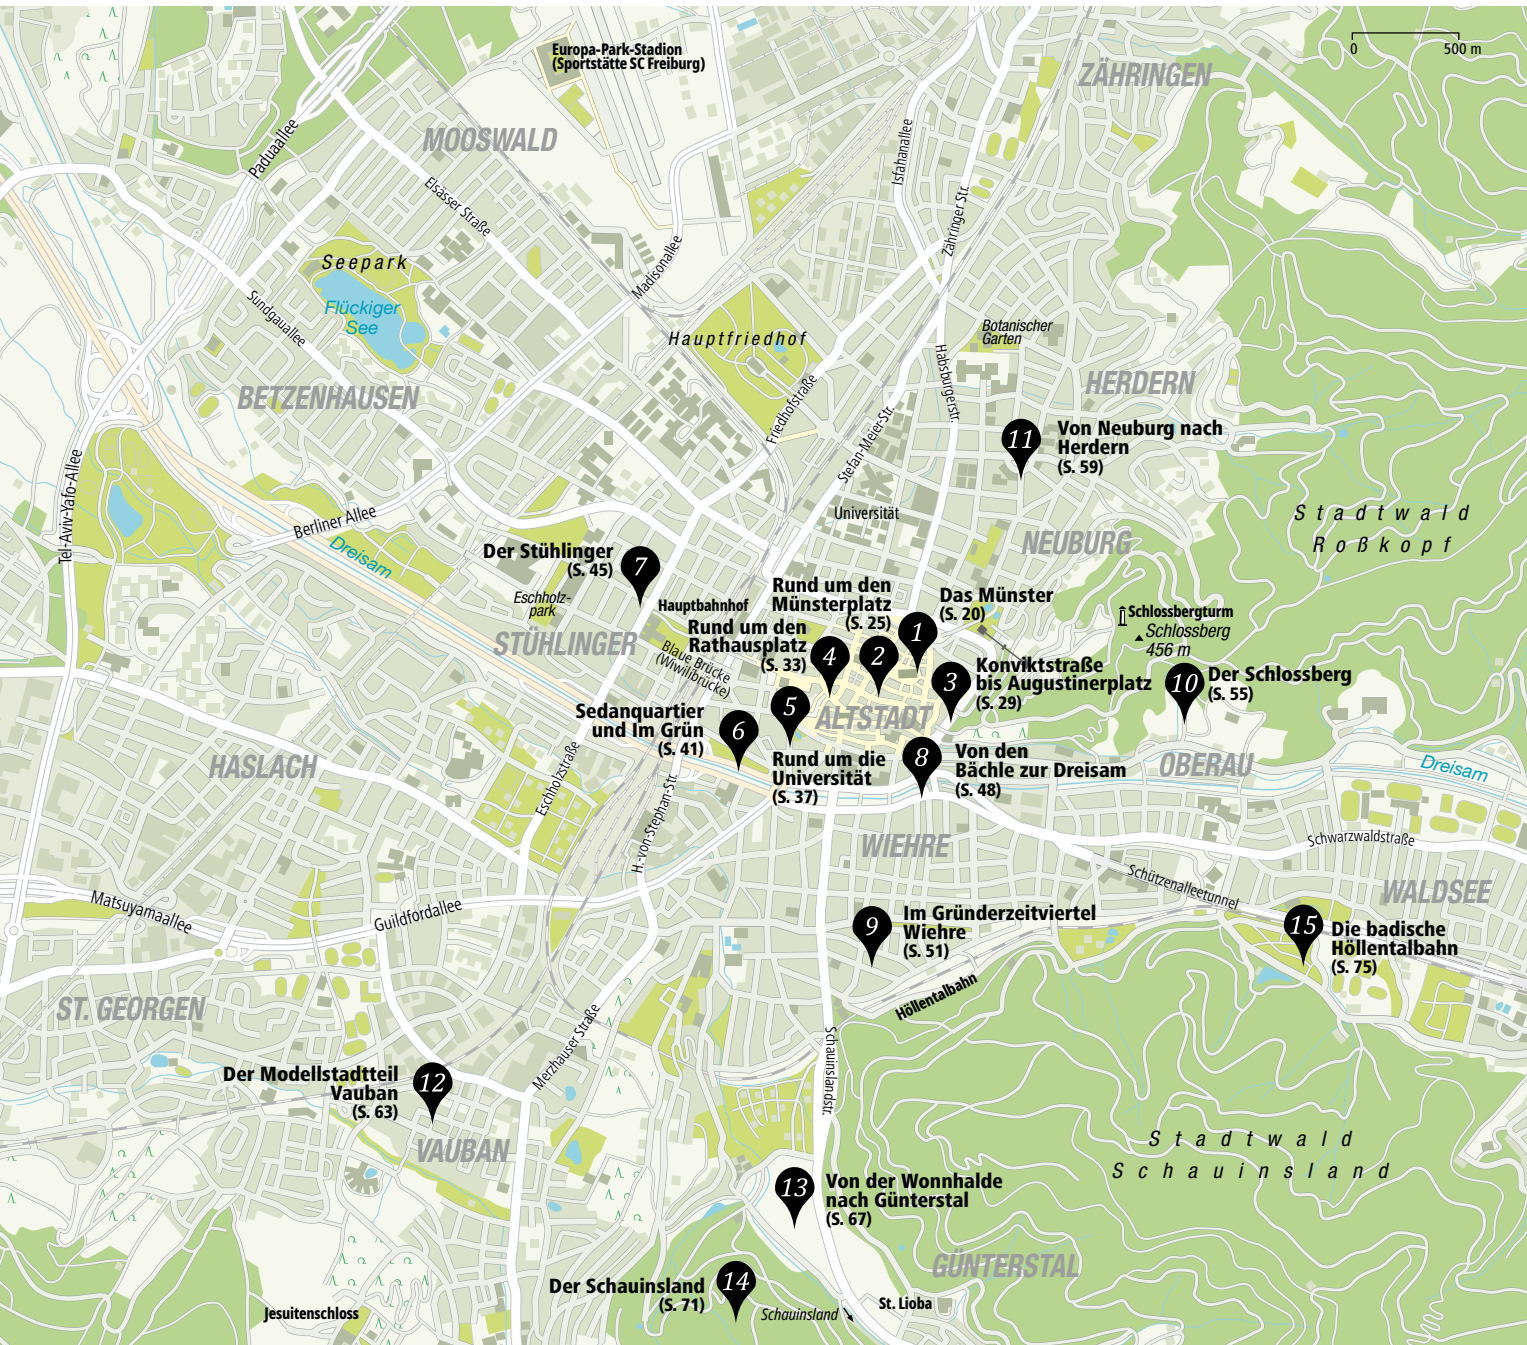 Europa-Park-Stadion
(Sportstätte SC Freiburg)
0
500 m
ZÄHRINGEN
MOOSWALD
Paduaallee
Isfahanallee
Elsässer Straße
Zähringer Str.
Seepark
Madisonallee
Flückiger
See
Sundgauallee
Hauptfriedhof
Botanischer
Garten
Habsburgerstr.
HERDERN
BETZENHAUSEN
Friedhofstraße
Stefan-Meier-Str.
11
Von Neuburg nach
Herdern
(S. 59)
Tel-Aviv-Yafo-Allee
Berliner Allee
Universität
Stadtwald
Roßkopf
NEUBURG
Dreisam
Der Stühlinger
(S. 45)
7
Eschholz-
park
Hauptbahnhof
Rund um den
Münsterplatz
(S. 25)
Das Münster
(S. 20)
Schlossbergturm
Schlossberg
456 m
STÜHLINGER
Rund um den
Rathausplatz
(S. 33)
4
2
1
Blaue Brücke
(Wiwilíbrücke)
Konviktstraße
bis Augustinerplatz
(S. 29)
3
10
Der Schlossberg
(S. 55)
Sedanquartier
und Im Grün
(S. 41)
6
5
ALTSTADT
Rund um die
Universität
(S. 37)
8
Von den
Bächle zur Dreisam
(S. 48)
OBERAU
Dreisam
HASLACH
Eschholzstraße
H.-von-Stephan-Str.
WIEHRE
Schwarzwaldstraße
Schützenalleetunnel
WALDSEE
Matsuyamaallee
Guildfordallee
9
Im Gründerzeitviertel
Wiehre
(S. 51)
15
Die badische
Höllentalbahn
(S. 75)
Höllentalbahn
ST. GEORGEN
Merzhauser Straße
Schauinslandstr.
Der Modellstadtteil
Vauban
(S. 63)
12
VAUBAN
Stadtwald
Schauinsland
13
Von der Wonnhalde
nach Günterstal
(S. 67)
GÜNTERSTAL
Der Schauinsland
(S. 71)
14
Schauinsland
St. Lioba
Jesuitenschloss